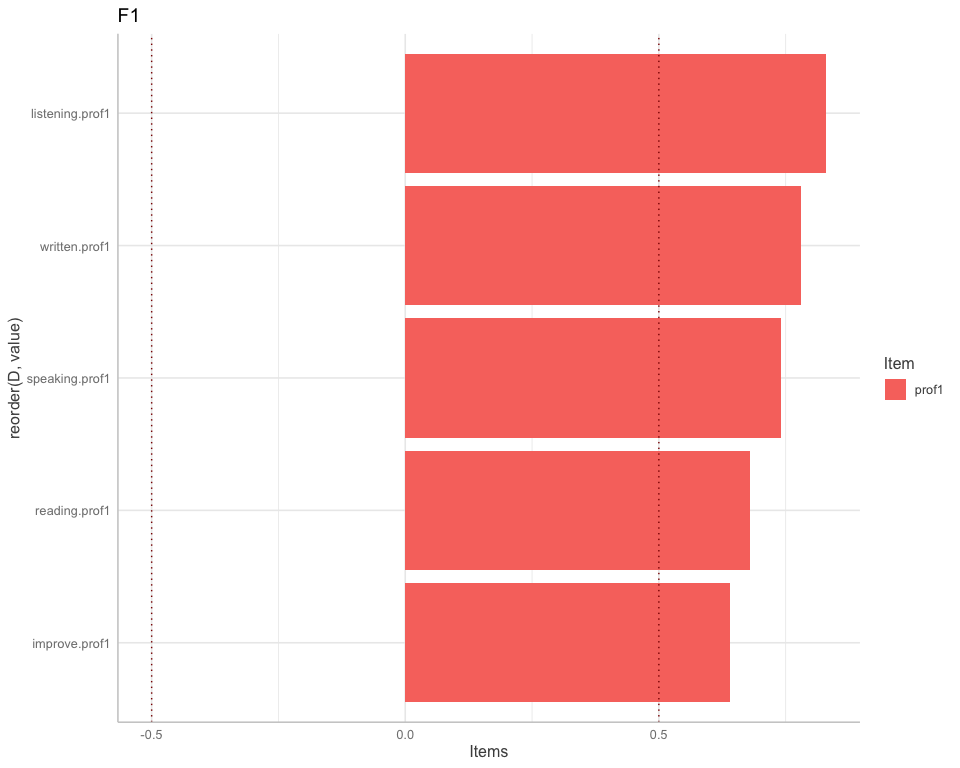 F1
listening.prof1
written.prof1
speaking.prof1
reading.prof1
improve.prof1
reorder(D, value)
-0.5
0.0
0.5
Items
Item
prof1